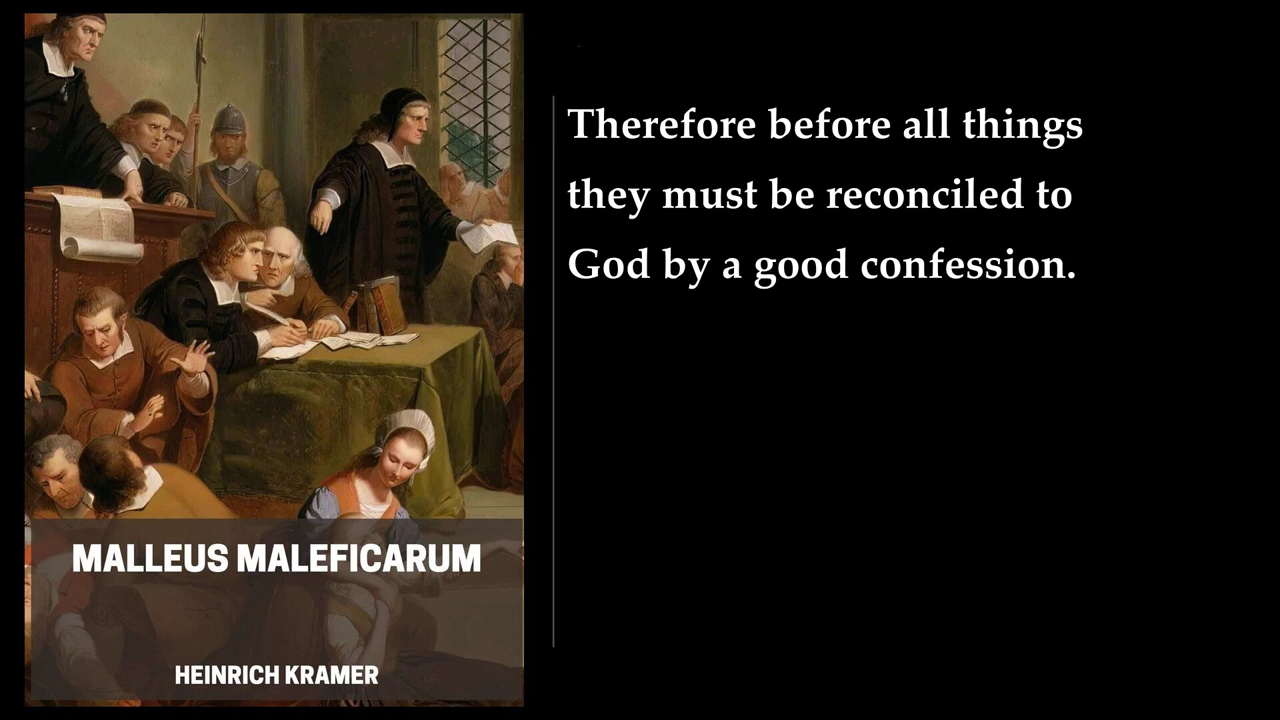 MALLEUS MALEFICARUM
HEINRICH KRAMER
Therefore before all things
they must be reconciled to
God by a good confession.